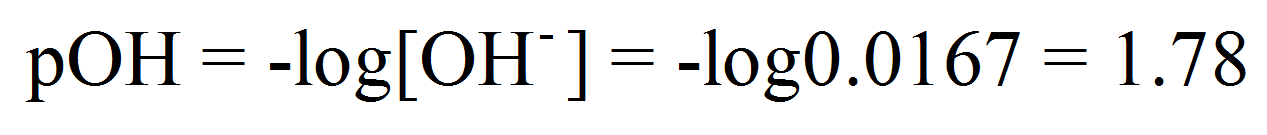 pOH = -log[OH⁻] = -log0.0167 = 1.78